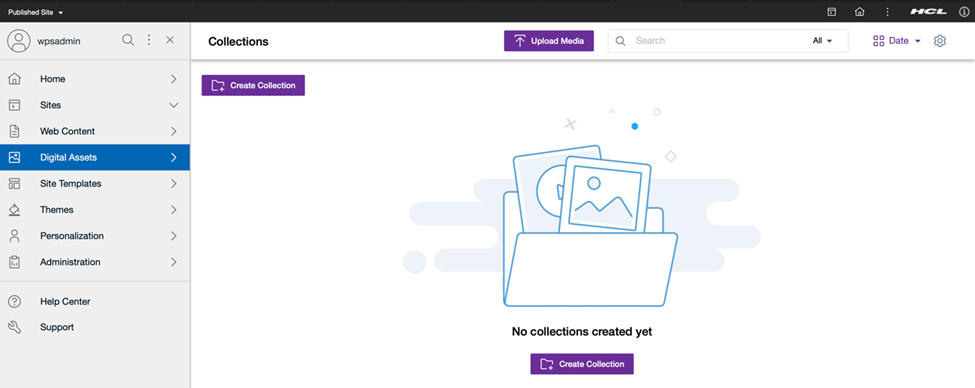 Published Site
HCL
wpsadmin
Collections
Upload Media
Search
All
Date
Home
Sites
Web Content
Digital Assets
Site Templates
Themes
Personalization
Administration
Help Center
Support
Create Collection
No collections created yet
Create Collection